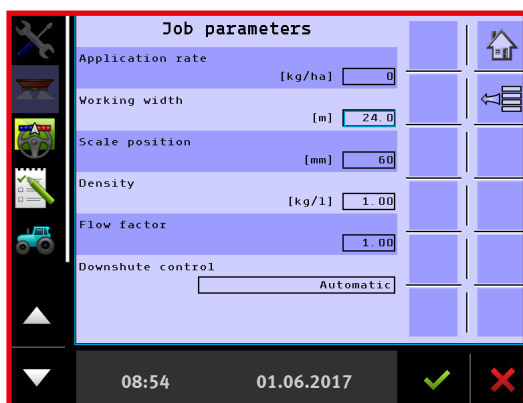 Job parameters
Application rate
[kg/ha] 0
Working width
[m] 24.0
Scale position
[mm] 60
Density
[kg/l] 1.00
Flow factor
1.00
Downshute control
Automatic
08:54 01.06.2017